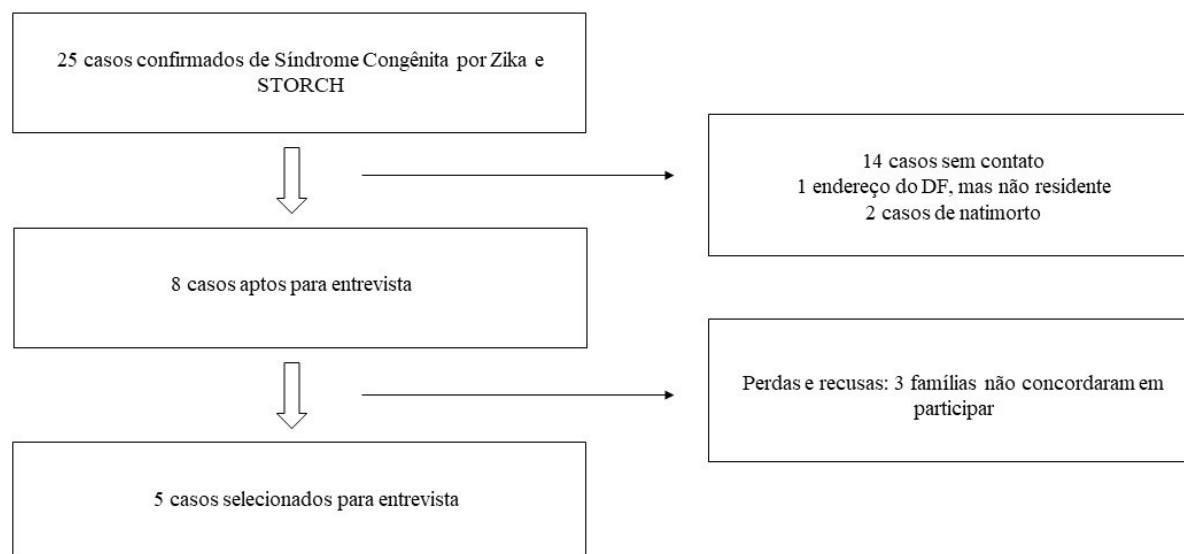 25 casos confirmados de Síndrome Congênita por Zika e
STORCH
14 casos sem contato
1 endereço do DF, mas não residente
2 casos de natimorto
8 casos aptos para entrevista
Perdas e recusas: 3 famílias não concordaram em
participar
5 casos selecionados para entrevista